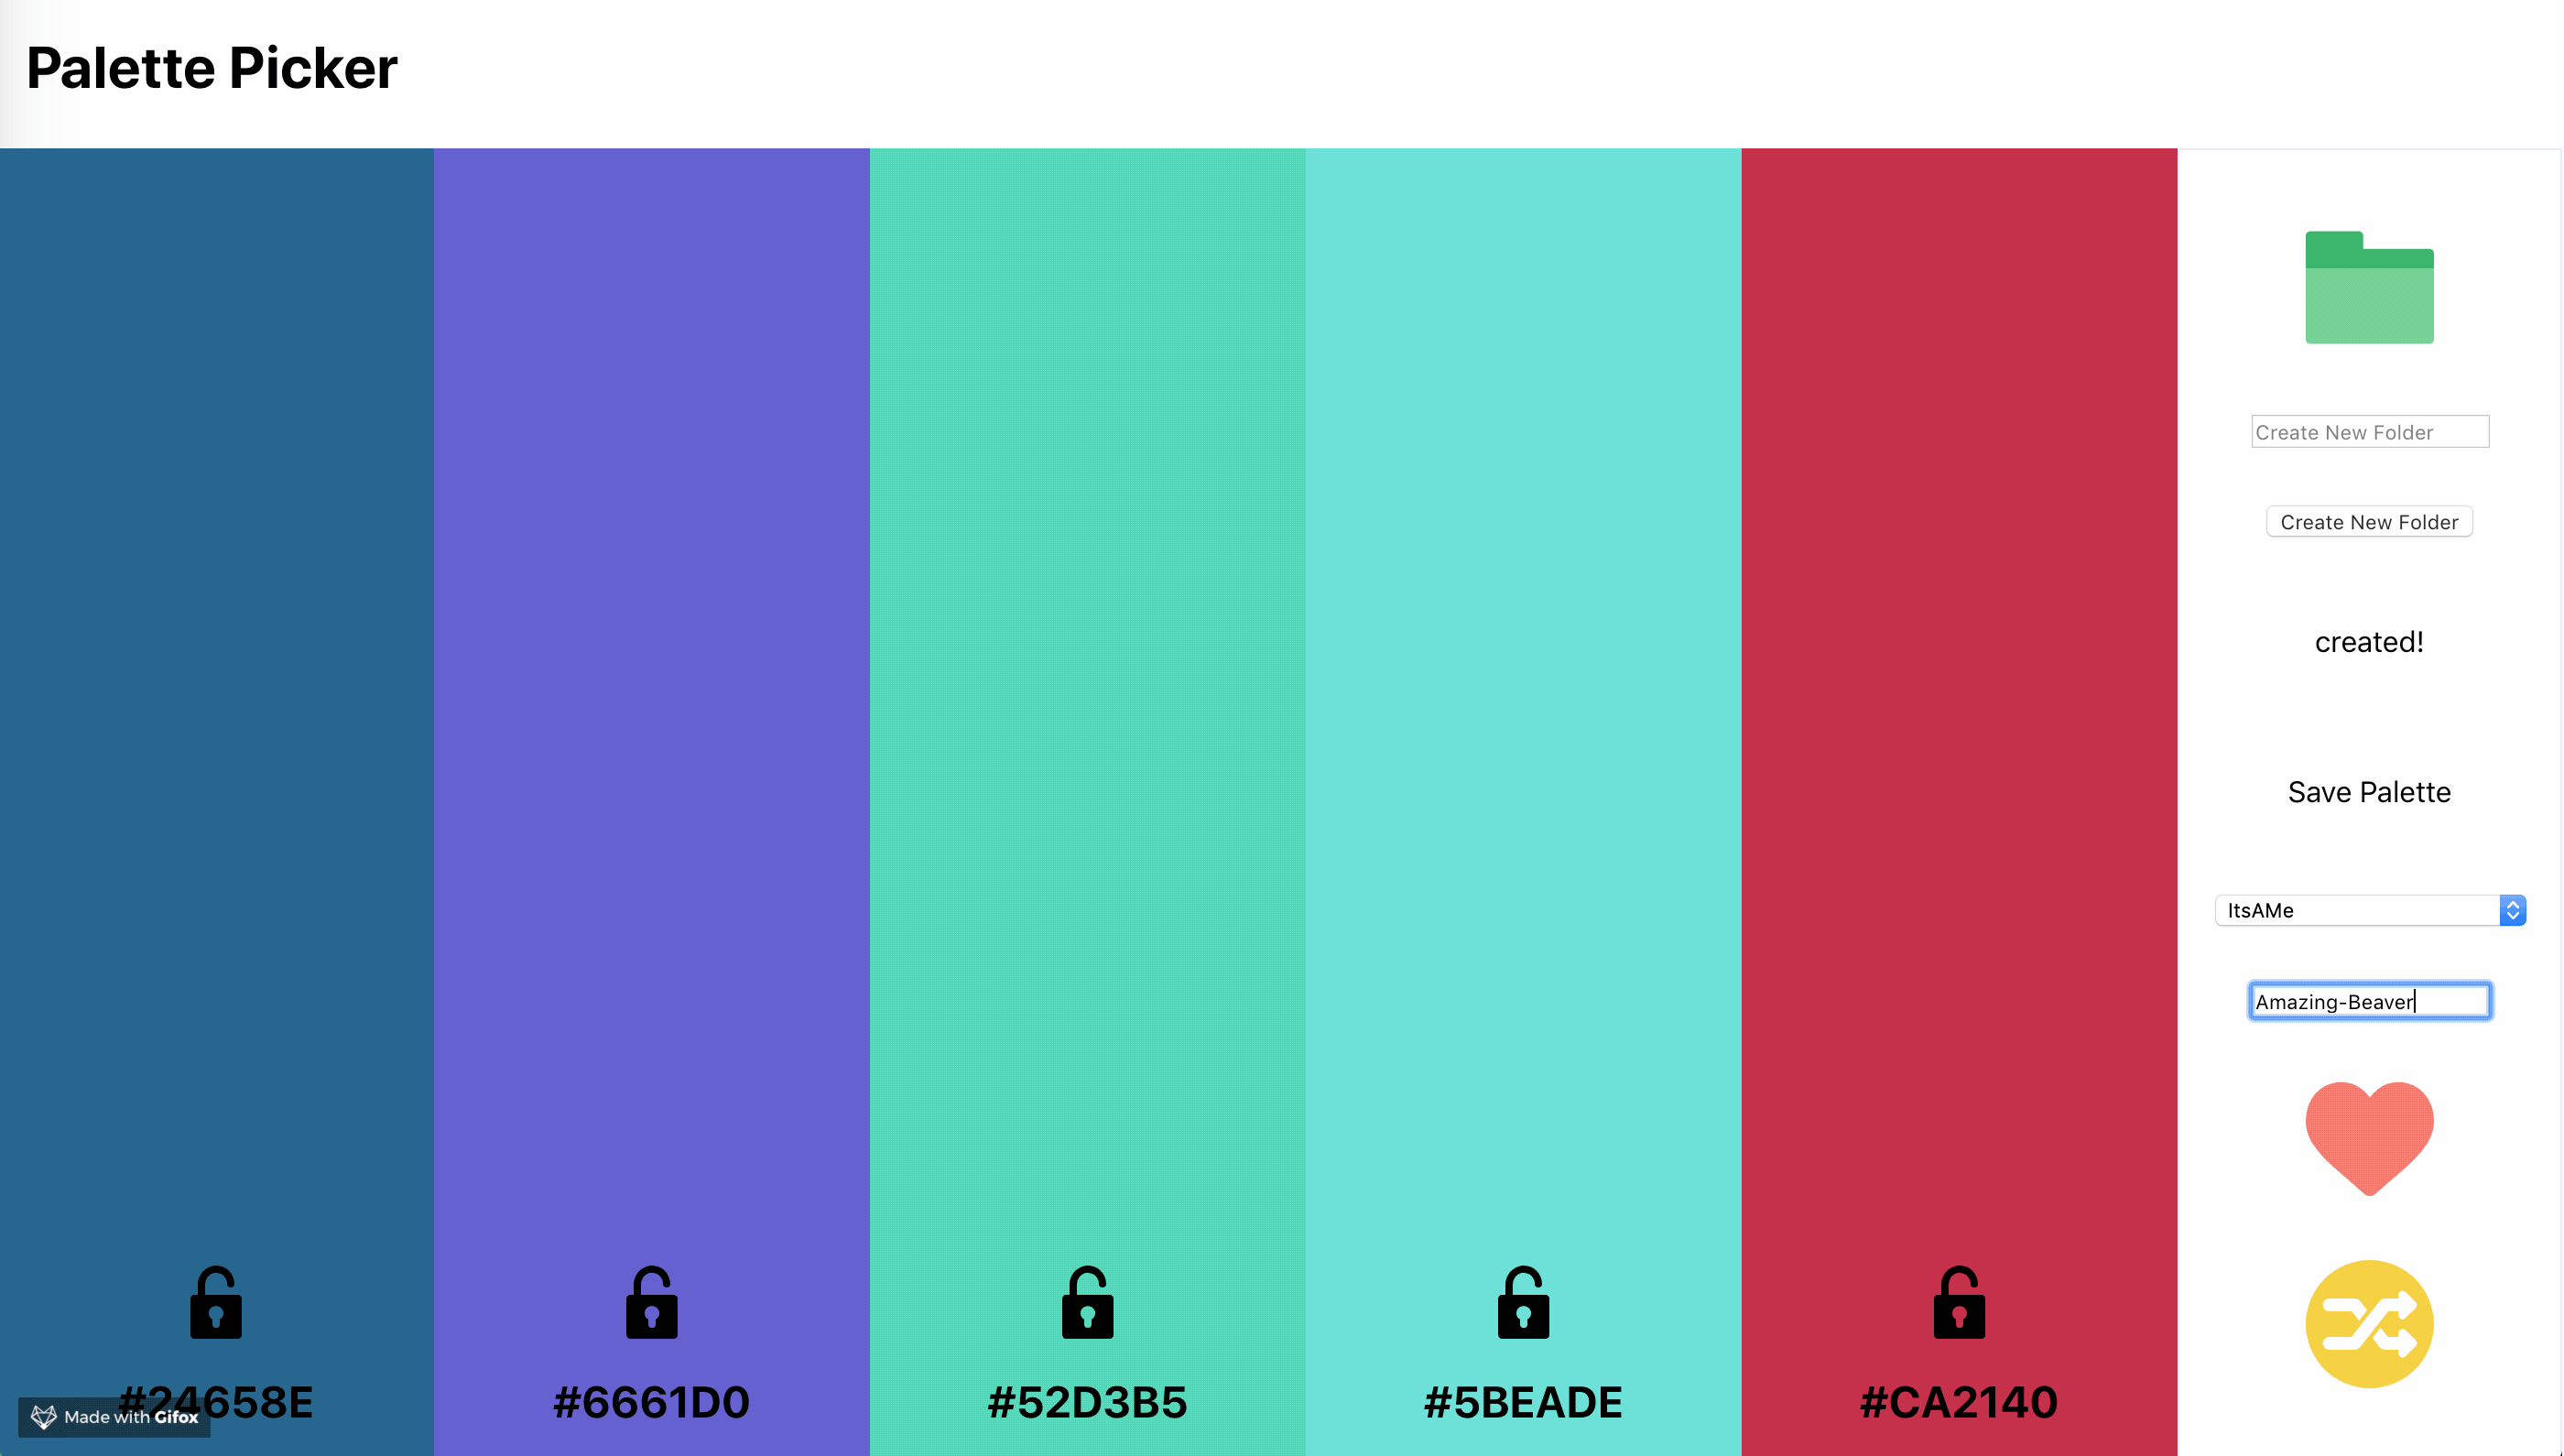 Palette Picker
Create New Folder
Create New Folder
created!
Save Palette
ItsAMe
Amazing-Beaver
#24658E
#6661D0
#52D3B5
#5BEADE
#CA2140
Made with Gifox